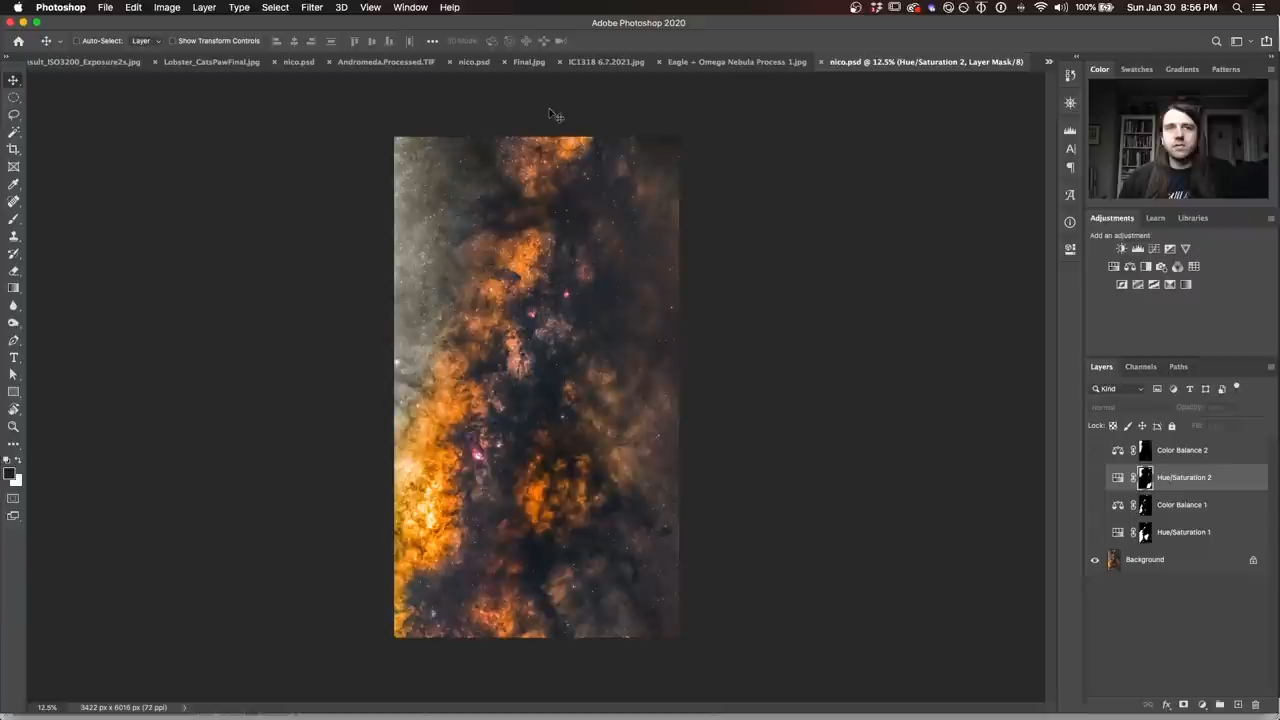 Photoshop File Edit Image Layer Type Select Filter 3D View Window Help 100% Sun Jan 30 8:56 PM
Adobe Photoshop 2020
Auto-Select: Layer Show Transform Controls 3D Mode:
sult_ISO3200_Exposure2s.jpg Lobster_CatsPawFinal.jpg nico.psd Andromeda.Processed.TIF nico.psd Final.jpg IC1318 6.7.2021.jpg Eagle + Omega Nebula Process 1.jpg nico.psd @ 12.5% (Hue/Saturation 2, Layer Mask/8)
Color Swatches Gradients Patterns
Adjustments Learn Libraries
Add an adjustment
Layers Channels Paths
Kind
Normal Opacity:
Lock: Fill:
Color Balance 2
Hue/Saturation 2
Color Balance 1
Hue/Saturation 1
Background
12.5% 3422 px x 6016 px (72 ppi)